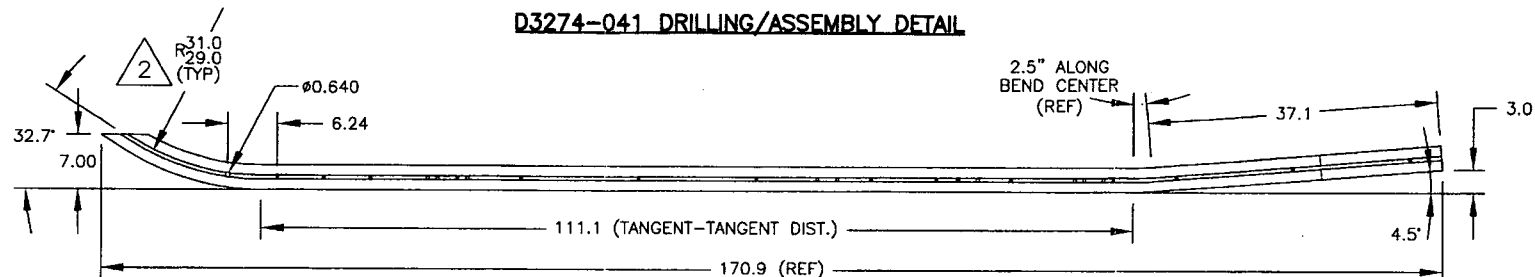 D3274-041 DRILLING/ASSEMBLY DETAIL
2
R31.0
29.0
(TYP)
ø0.640
6.24
32.7°
7.00
2.5" ALONG
BEND CENTER
(REF)
37.1
3.0
111.1 (TANGENT-TANGENT DIST.)
4.5°
170.9 (REF)